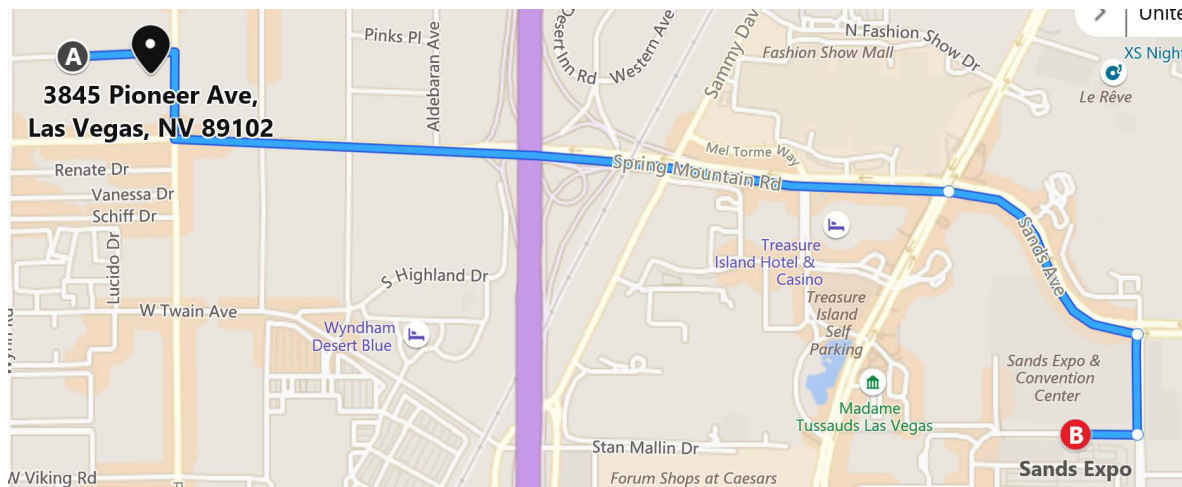 Unite
XS Nigh
Le Rêve
N Fashion Show Dr
Fashion Show Mall
Sammy Dav
Western Ave
Desert Inn Rd
Pinks Pl
Aldebaran Ave
A
3845 Pioneer Ave,
Las Vegas, NV 89102
Mel Torme Way
Spring Mountain Rd
Renate Dr
Vanessa Dr
Schiff Dr
Lucido Dr
S Highland Dr
W Twain Ave
Wyndham
Desert Blue
Treasure
Island Hotel &
Casino
Treasure
Island
Self
Parking
Sands Ave
Sands Expo &
Convention
Center
Madame
Tussauds Las Vegas
B
Sands Expo
Stan Mallin Dr
Forum Shops at Caesars
W Viking Rd